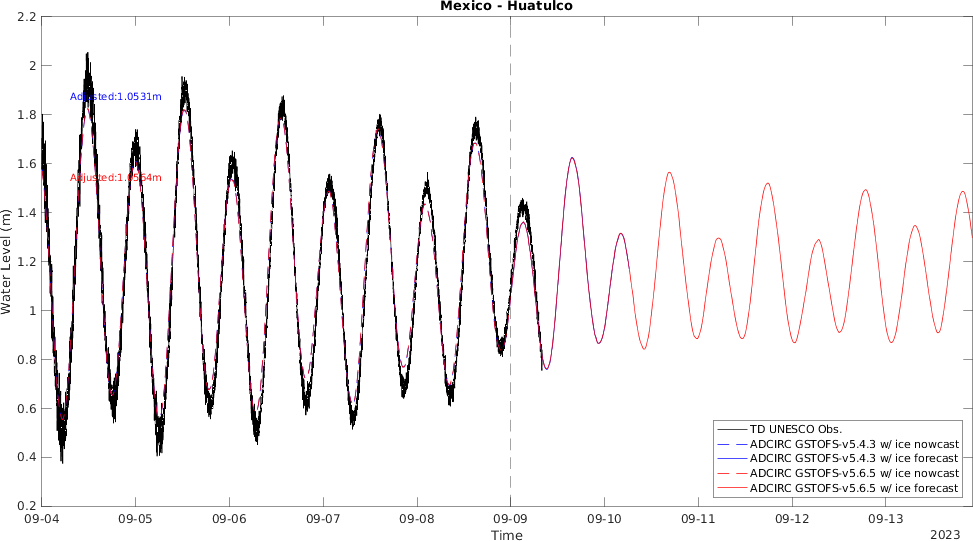 Mexico - Huatulco
2.2
2
1.8
1.6
1.4
1.2
1
0.8
0.6
0.4
0.2
Water Level (m)
Adjusted:1.0531m
Adjusted:1.0564m
TD UNESCO Obs.
ADCIRC GSTOFS-v5.4.3 w/ ice nowcast
ADCIRC GSTOFS-v5.4.3 w/ ice forecast
ADCIRC GSTOFS-v5.6.5 w/ ice nowcast
ADCIRC GSTOFS-v5.6.5 w/ ice forecast
09-04 09-05 09-06 09-07 09-08 09-09 09-10 09-11 09-12 09-13
Time
2023